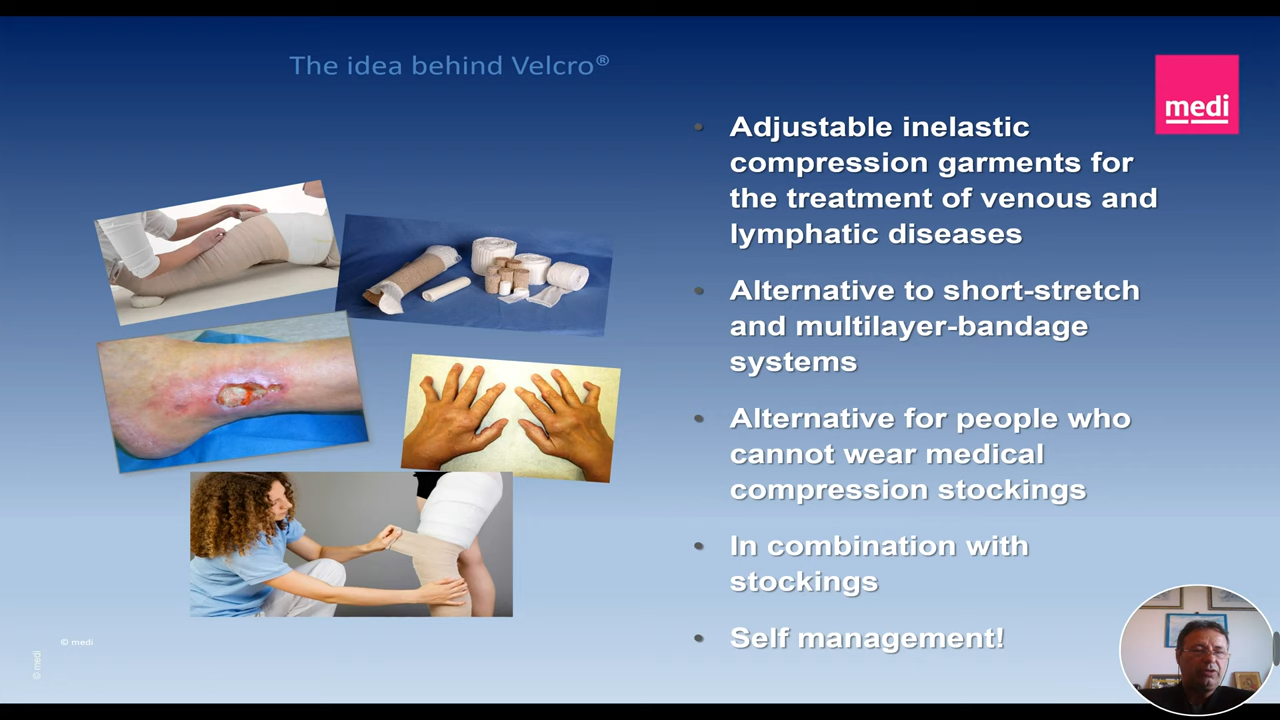 The idea behind Velcro®
medi
• Adjustable inelastic
compression garments for
the treatment of venous and
lymphatic diseases
• Alternative to short-stretch
and multilayer-bandage
systems
• Alternative for people who
cannot wear medical
compression stockings
• In combination with
stockings
• Self management!
© medi
© medi